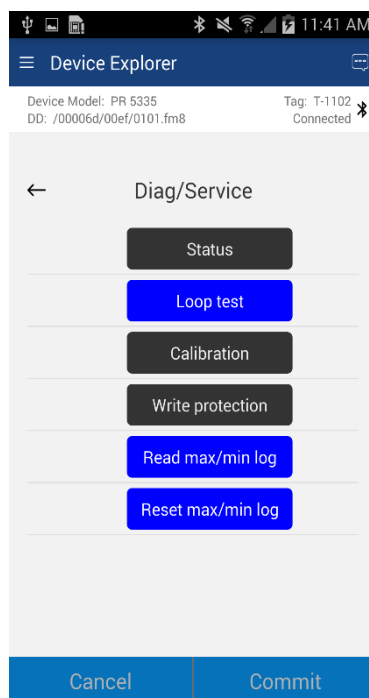 11:41 AM
Device Explorer
Device Model: PR 5335
Tag: T-1102
DD: /00006d/00ef/0101.fm8
Connected
Diag/Service
Status
Loop test
Calibration
Write protection
Read max/min log
Reset max/min log
Cancel
Commit